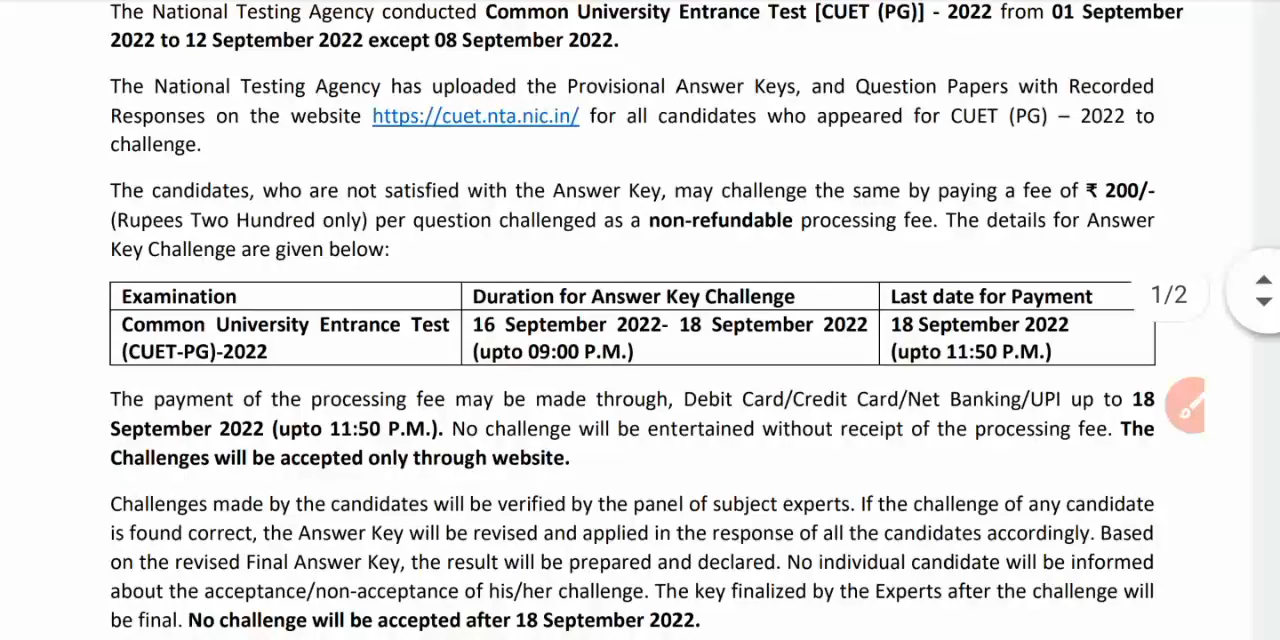 The National Testing Agency conducted Common University Entrance Test [CUET (PG)] - 2022 from 01 September
2022 to 12 September 2022 except 08 September 2022.
The National Testing Agency has uploaded the Provisional Answer Keys, and Question Papers with Recorded
Responses on the website https://cuet.nta.nic.in/ for all candidates who appeared for CUET (PG) – 2022 to
challenge.
The candidates, who are not satisfied with the Answer Key, may challenge the same by paying a fee of ₹ 200/-
(Rupees Two Hundred only) per question challenged as a non-refundable processing fee. The details for Answer
Key Challenge are given below:
Examination Duration for Answer Key Challenge Last date for Payment 1/2
Common University Entrance Test 16 September 2022- 18 September 2022 18 September 2022
(CUET-PG)-2022 (upto 09:00 P.M.) (upto 11:50 P.M.)
The payment of the processing fee may be made through, Debit Card/Credit Card/Net Banking/UPI up to 18
September 2022 (upto 11:50 P.M.). No challenge will be entertained without receipt of the processing fee. The
Challenges will be accepted only through website.
Challenges made by the candidates will be verified by the panel of subject experts. If the challenge of any candidate
is found correct, the Answer Key will be revised and applied in the response of all the candidates accordingly. Based
on the revised Final Answer Key, the result will be prepared and declared. No individual candidate will be informed
about the acceptance/non-acceptance of his/her challenge. The key finalized by the Experts after the challenge will
be final. No challenge will be accepted after 18 September 2022.